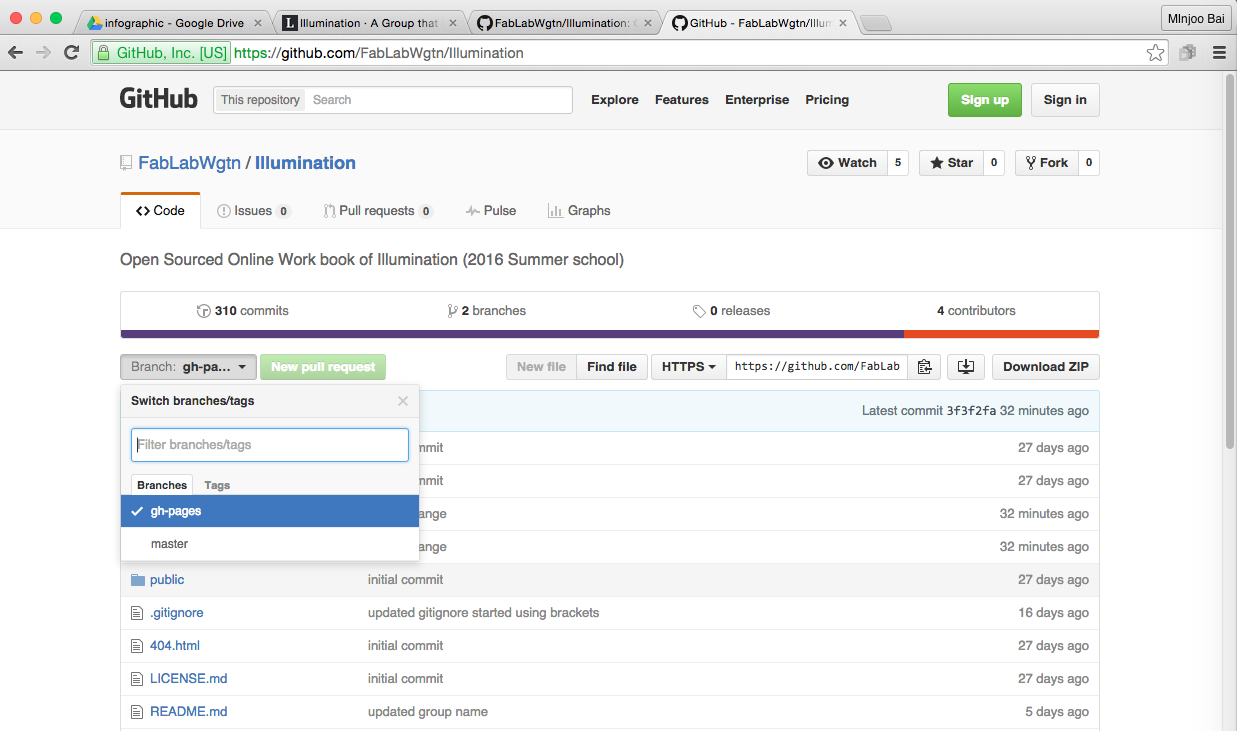 infographic - Google Drive
Illumination · A Group that
FabLabWgtn/Illumination:
GitHub - FabLabWgtn/Illum
MInjoo Bai
GitHub, Inc. [US] https://github.com/FabLabWgtn/Illumination
GitHub This repository Search Explore Features Enterprise Pricing Sign up Sign in
FabLabWgtn / Illumination Watch 5 Star 0 Fork 0
Code Issues 0 Pull requests 0 Pulse Graphs
Open Sourced Online Work book of Illumination (2016 Summer school)
310 commits 2 branches 0 releases 4 contributors
Branch: gh-pa... New pull request New file Find file HTTPS https://github.com/FabLab Download ZIP
Switch branches/tags
Latest commit 3f3f2fa 32 minutes ago
Filter branches/tags
mmit 27 days ago
mmit 27 days ago
Branches Tags
gh-pages
ange 32 minutes ago
master
ange 32 minutes ago
public initial commit 27 days ago
.gitignore updated gitignore started using brackets 16 days ago
404.html initial commit 27 days ago
LICENSE.md initial commit 27 days ago
README.md updated group name 5 days ago